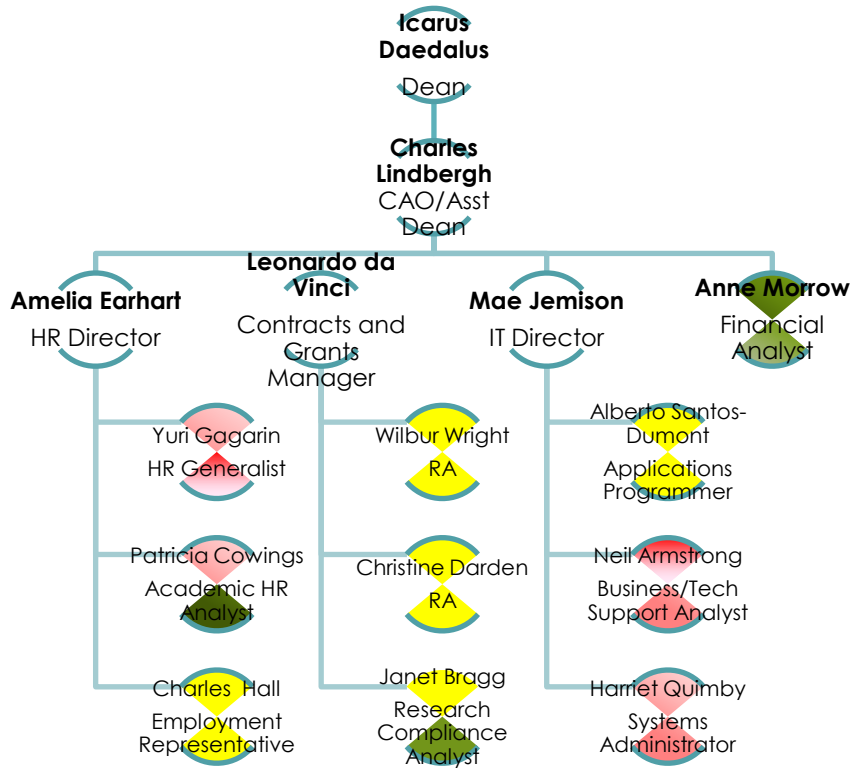 Icarus
Daedalus
Dean
Charles
Lindbergh
CAO/Asst
Dean
Amelia Earhart
HR Director
Leonardo da
Vinci
Contracts and
Grants
Manager
Mae Jemison
IT Director
Anne Morrow
Financial
Analyst
Yuri Gagarin
HR Generalist
Patricia Cowings
Academic HR
Analyst
Charles  Hall
Employment
Representative
Wilbur Wright
RA
Christine Darden
RA
Janet Bragg
Research
Compliance
Analyst
Alberto Santos-
Dumont
Applications
Programmer
Neil Armstrong
Business/Tech
Support Analyst
Harriet Quimby
Systems
Administrator